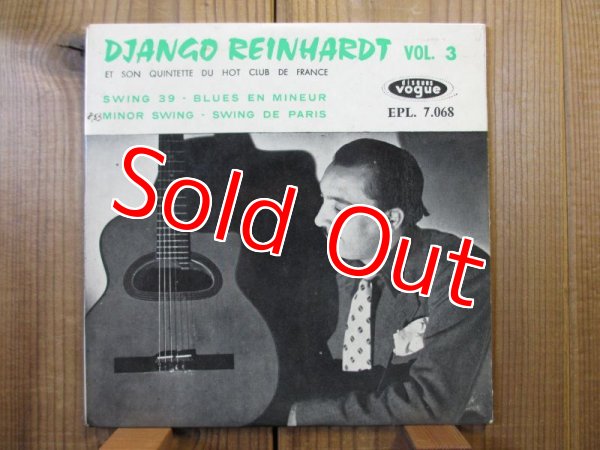 DJANGO REINHARDT VOL. 3
ET SON QUINTETTE DU HOT CLUB DE FRANCE
disques
vogue
SWING 39 - BLUES EN MINEUR
MINOR SWING - SWING DE PARIS
EPL. 7.068
Sold Out